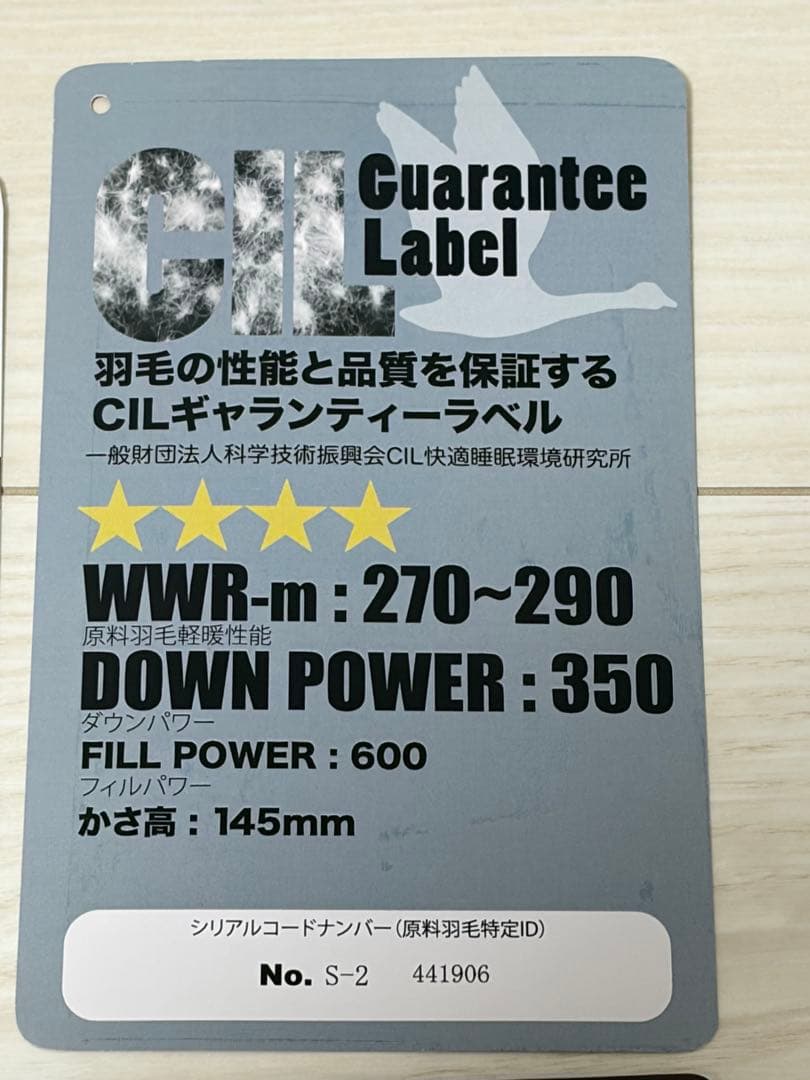 CIL Guarantee
Label
羽毛の性能と品質を保証する
CILギャランティーラベル
一般財団法人科学技術振興会CIL快適睡眠環境研究所
★★★★
WWR-m : 270~290
原料羽毛軽暖性能
DOWN POWER : 350
ダウンパワー
FILL POWER : 600
フィルパワー
かさ高 : 145mm
シリアルコードナンバー(原料羽毛特定ID)
No. S-2 441906